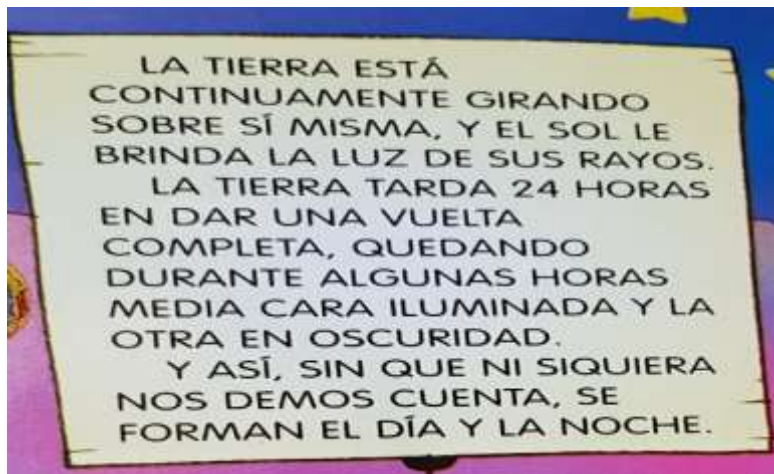 LA TIERRA ESTÁ
CONTINUAMENTE GIRANDO
SOBRE SÍ MISMA, Y EL SOL LE
BRINDA LA LUZ DE SUS RAYOS.
LA TIERRA TARDA 24 HORAS
EN DAR UNA VUELTA
COMPLETA, QUEDANDO
DURANTE ALGUNAS HORAS
MEDIA CARA ILUMINADA Y LA
OTRA EN OSCURIDAD.
Y ASÍ, SIN QUE NI SIQUIERA
NOS DEMOS CUENTA, SE
FORMAN EL DÍA Y LA NOCHE.